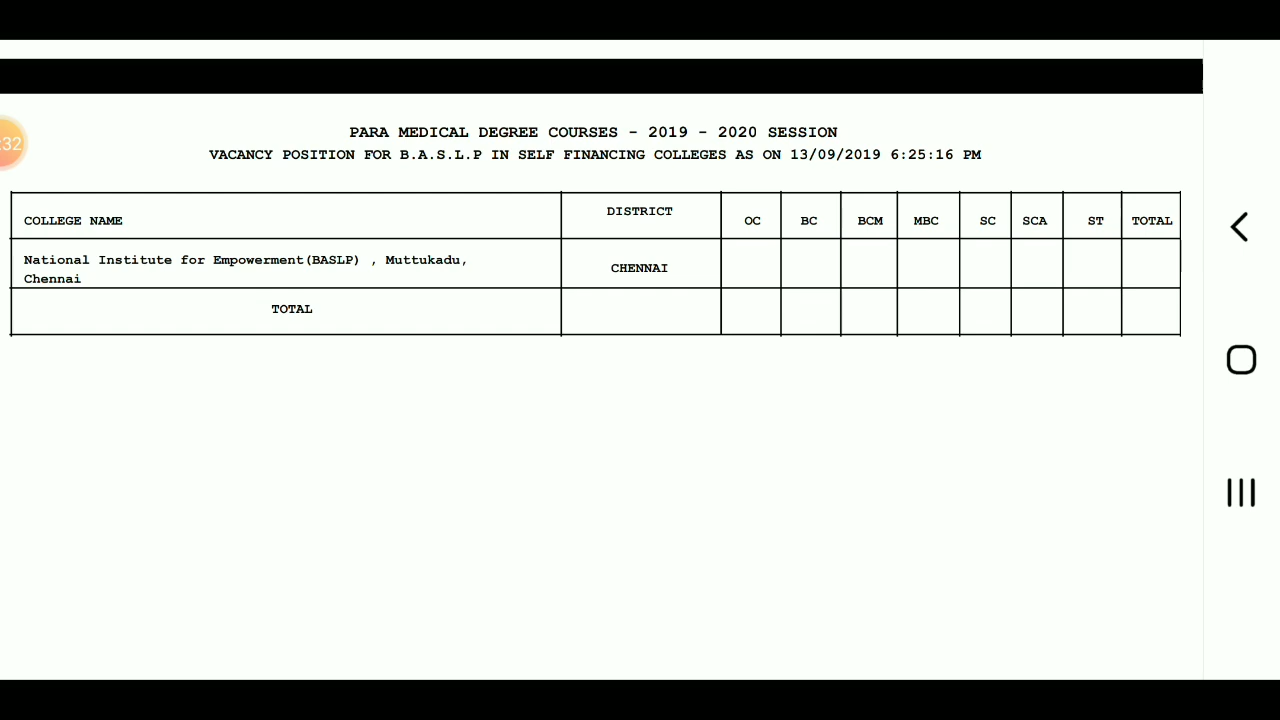 :32
PARA MEDICAL DEGREE COURSES - 2019 - 2020 SESSION
VACANCY POSITION FOR B.A.S.L.P IN SELF FINANCING COLLEGES AS ON 13/09/2019 6:25:16 PM
COLLEGE NAME DISTRICT OC BC BCM MBC SC SCA ST TOTAL
National Institute for Empowerment(BASLP) , Muttukadu,
Chennai
CHENNAI
TOTAL